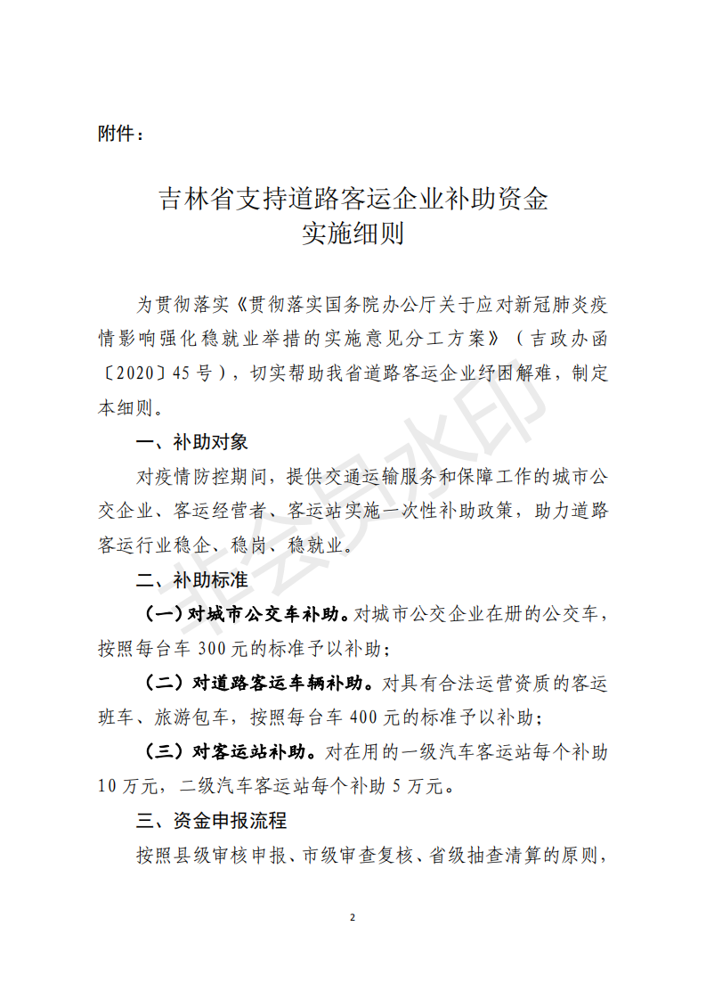 附件：
吉林省支持道路客运企业补助资金
实施细则
为贯彻落实《贯彻落实国务院办公厅关于应对新冠肺炎疫
情影响强化稳就业举措的实施意见分工方案》（吉政办函
〔2020〕45 号），切实帮助我省道路客运企业纾困解难，制定
本细则。
一、补助对象
对疫情防控期间，提供交通运输服务和保障工作的城市公
交企业、客运经营者、客运站实施一次性补助政策，助力道路
客运行业稳企、稳岗、稳就业。
二、补助标准
（一）对城市公交车补助。对城市公交企业在册的公交车，
按照每台车 300 元的标准予以补助；
（二）对道路客运车辆补助。对具有合法运营资质的客运
班车、旅游包车，按照每台车 400 元的标准予以补助；
（三）对客运站补助。对在用的一级汽车客运站每个补助
10 万元，二级汽车客运站每个补助 5 万元。
三、资金申报流程
按照县级审核申报、市级审查复核、省级抽查清算的原则，
2
非会员水印